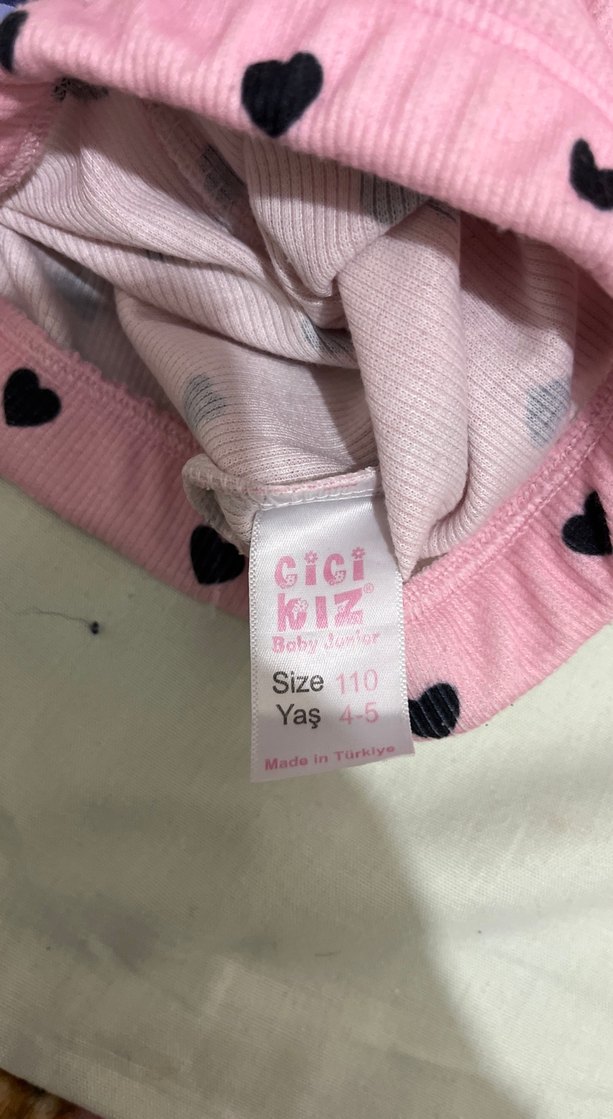 cici
kız®
Baby Junior
Size 110
Yaş 4-5
Made in Türkiye